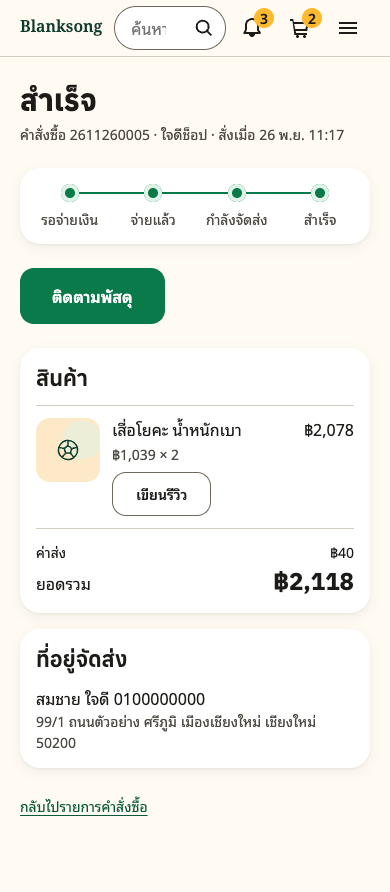 Blanksong
ค้นหา
3
2
สำเร็จ
คำสั่งซื้อ 2611260005 · ใจดีช็อป · สั่งเมื่อ 26 พ.ย. 11:17
รอจ่ายเงิน
จ่ายแล้ว
กำลังจัดส่ง
สำเร็จ
ติดตามพัสดุ
สินค้า
เสื่อโยคะ น้ำหนักเบา ฿2,078
฿1,039 × 2
เขียนรีวิว
ค่าส่ง ฿40
ยอดรวม ฿2,118
ที่อยู่จัดส่ง
สมชาย ใจดี 0100000000
99/1 ถนนตัวอย่าง ศรีภูมิ เมืองเชียงใหม่ เชียงใหม่
50200
กลับไปรายการคำสั่งซื้อ